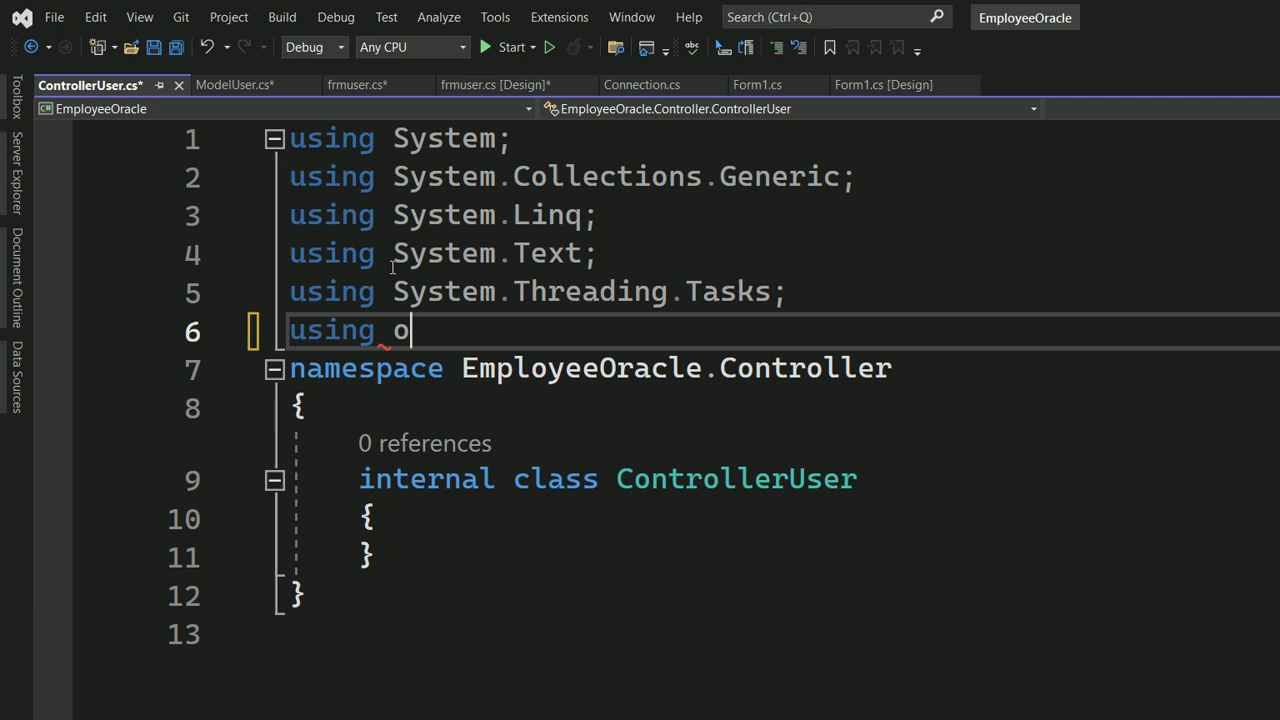 File Edit View Git Project Build Debug Test Analyze Tools Extensions Window Help Search (Ctrl+Q) EmployeeOracle
Debug Any CPU Start
ControllerUser.cs* ModelUser.cs* frmuser.cs* frmuser.cs [Design]* Connection.cs Form1.cs Form1.cs [Design]
EmployeeOracle EmployeeOracle.Controller.ControllerUser
Toolbox
Server Explorer
Document Outline
Data Sources
1 using System;
2 using System.Collections.Generic;
3 using System.Linq;
4 using System.Text;
5 using System.Threading.Tasks;
6 using o
7 namespace EmployeeOracle.Controller
8 {
0 references
9 internal class ControllerUser
10 {
11 }
12 }
13